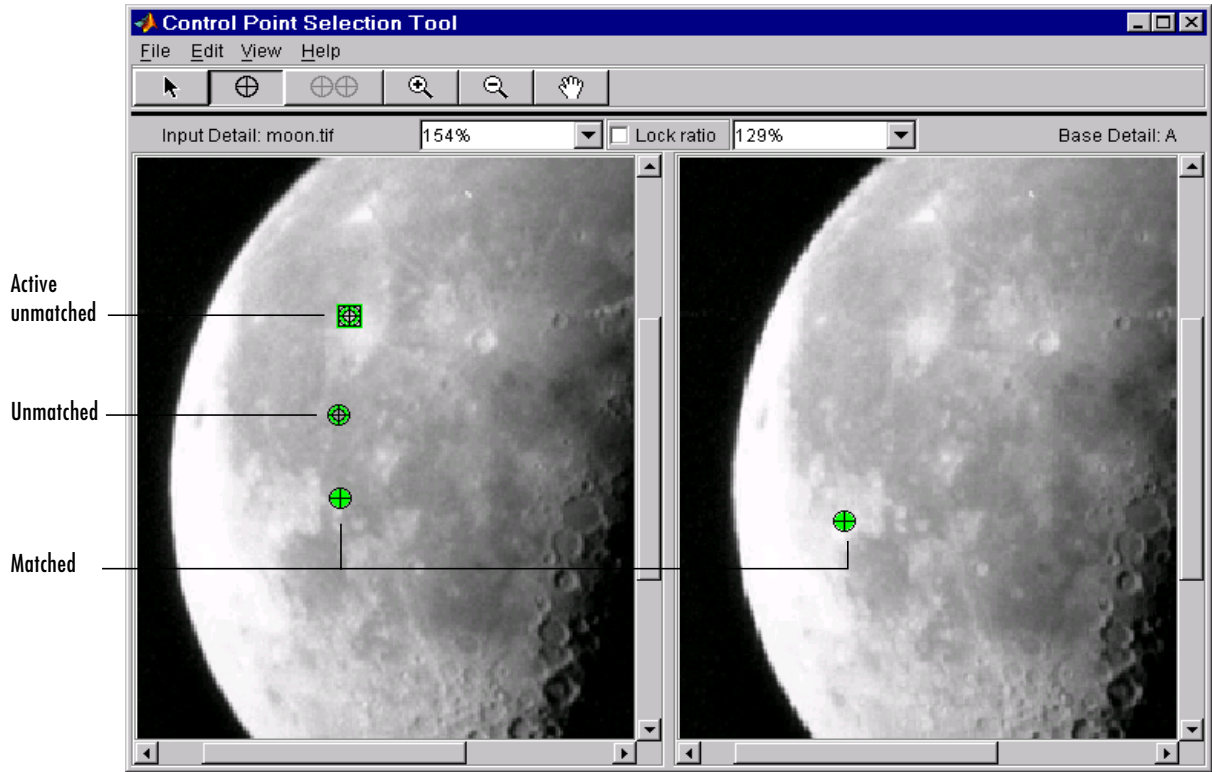 Control Point Selection Tool
File Edit View Help
Input Detail: moon.tif 154% Lock ratio 129% Base Detail: A
Active
unmatched
Unmatched
Matched